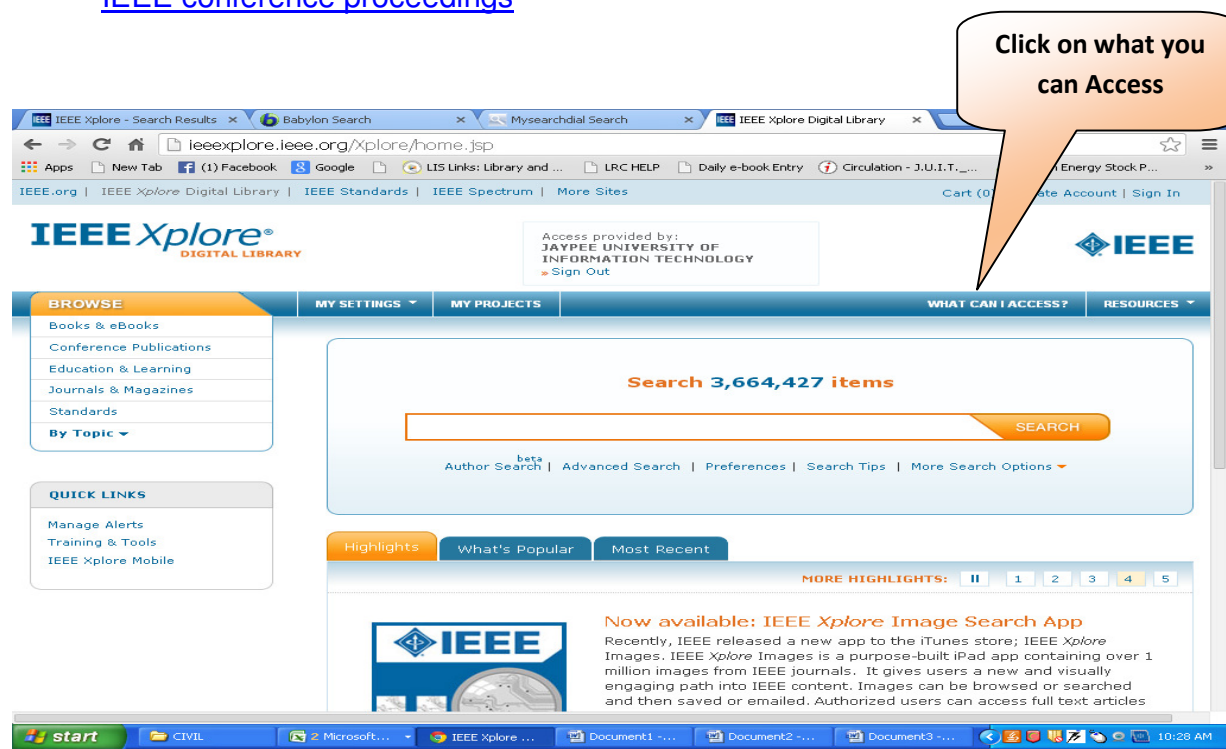 IEEE conference proceedings
Click on what you
can Access
IEEE Xplore - Search Results
Babylon Search
Mysearchdial Search
IEEE Xplore Digital Library
ieeexplore.ieee.org/Xplore/home.jsp
Apps New Tab (1) Facebook Google LIS Links: Library and ... LRC HELP Daily e-book Entry Circulation - J.U.I.T._... Energy Stock P... »
IEEE.org | IEEE Xplore Digital Library | IEEE Standards | IEEE Spectrum | More Sites
Cart (0) ate Account | Sign In
IEEE Xplore®
DIGITAL LIBRARY
Access provided by:
JAYPEE UNIVERSITY OF
INFORMATION TECHNOLOGY
» Sign Out
IEEE
BROWSE
MY SETTINGS
MY PROJECTS
WHAT CAN I ACCESS?
RESOURCES
Books & eBooks
Conference Publications
Education & Learning
Journals & Magazines
Standards
By Topic
Search 3,664,427 items
SEARCH
beta
Author Search | Advanced Search | Preferences | Search Tips | More Search Options
QUICK LINKS
Manage Alerts
Training & Tools
IEEE Xplore Mobile
Highlights
What's Popular
Most Recent
MORE HIGHLIGHTS: 1 2 3 4 5
IEEE
Now available: IEEE Xplore Image Search App
Recently, IEEE released a new app to the iTunes store; IEEE Xplore
Images. IEEE Xplore Images is a purpose-built iPad app containing over 1
million images from IEEE journals. It gives users a new and visually
engaging path into IEEE content. Images can be browsed or searched
and then saved or emailed. Authorized users can access full text articles
start
CIVIL
2 Microsoft...
IEEE Xplore ...
Document1 -...
Document2 -...
Document3 -...
10:28 AM